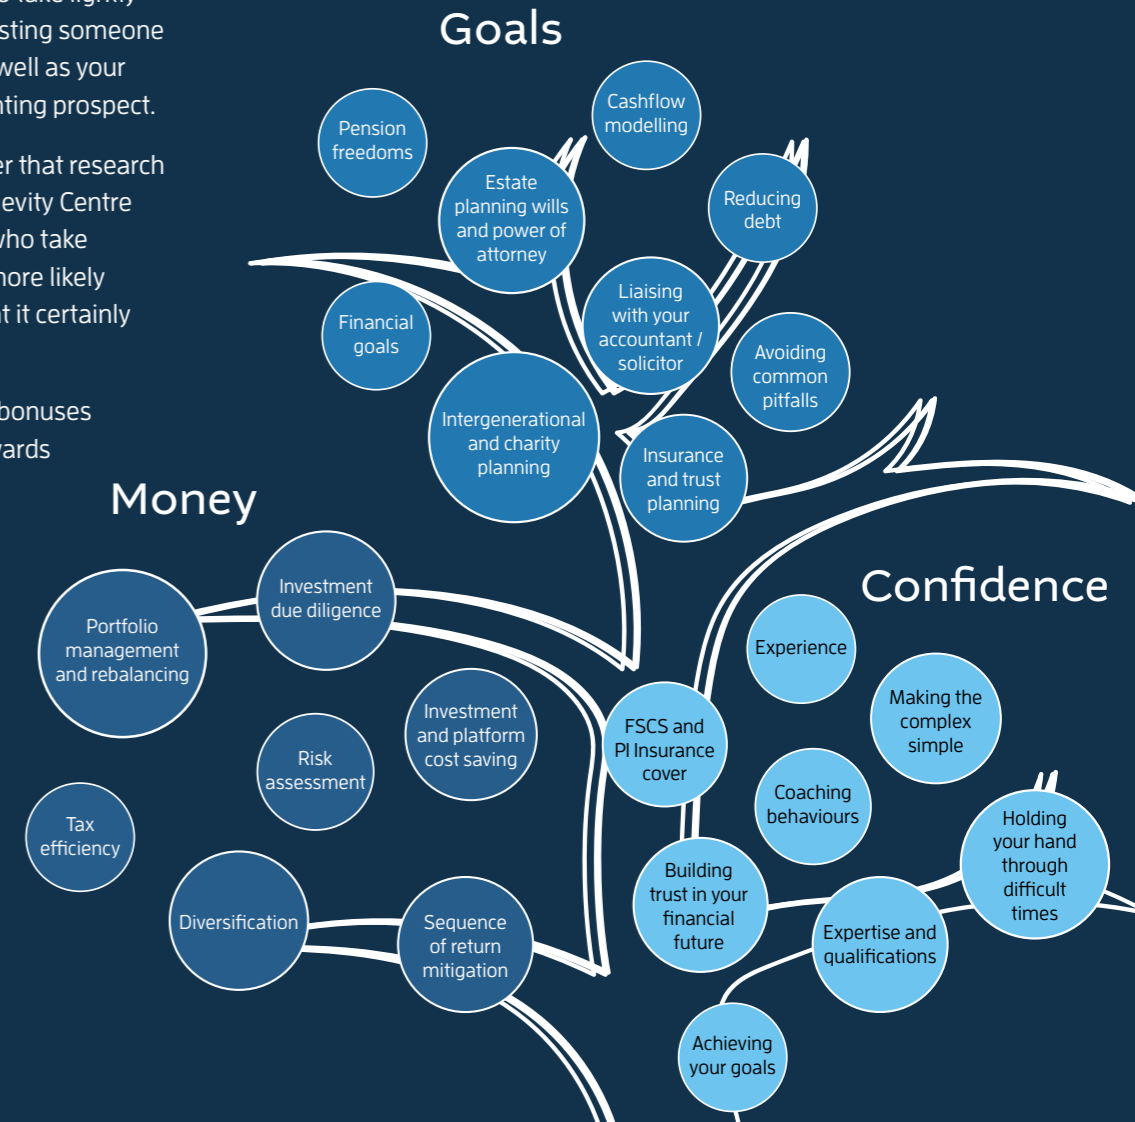 sting someone
well as your
nting prospect.
er that research
evity Centre
who take
more likely
at it certainly
bonuses
wards
Goals
Pension
freedoms
Cashflow
modelling
Estate
planning wills
and power of
attorney
Reducing
debt
Liaising
with your
accountant /
solicitor
Financial
goals
Avoiding
common
pitfalls
Intergenerational
and charity
planning
Insurance
and trust
planning
Money
Investment
due diligence
Portfolio
management
and rebalancing
Investment
and platform
cost saving
Risk
assessment
Tax
efficiency
Diversification
Sequence
of return
mitigation
Confidence
Experience
Making the
complex
simple
FSCS and
PI Insurance
cover
Coaching
behaviours
Holding
your hand
through
difficult
times
Building
trust in your
financial
future
Expertise and
qualifications
Achieving
your goals